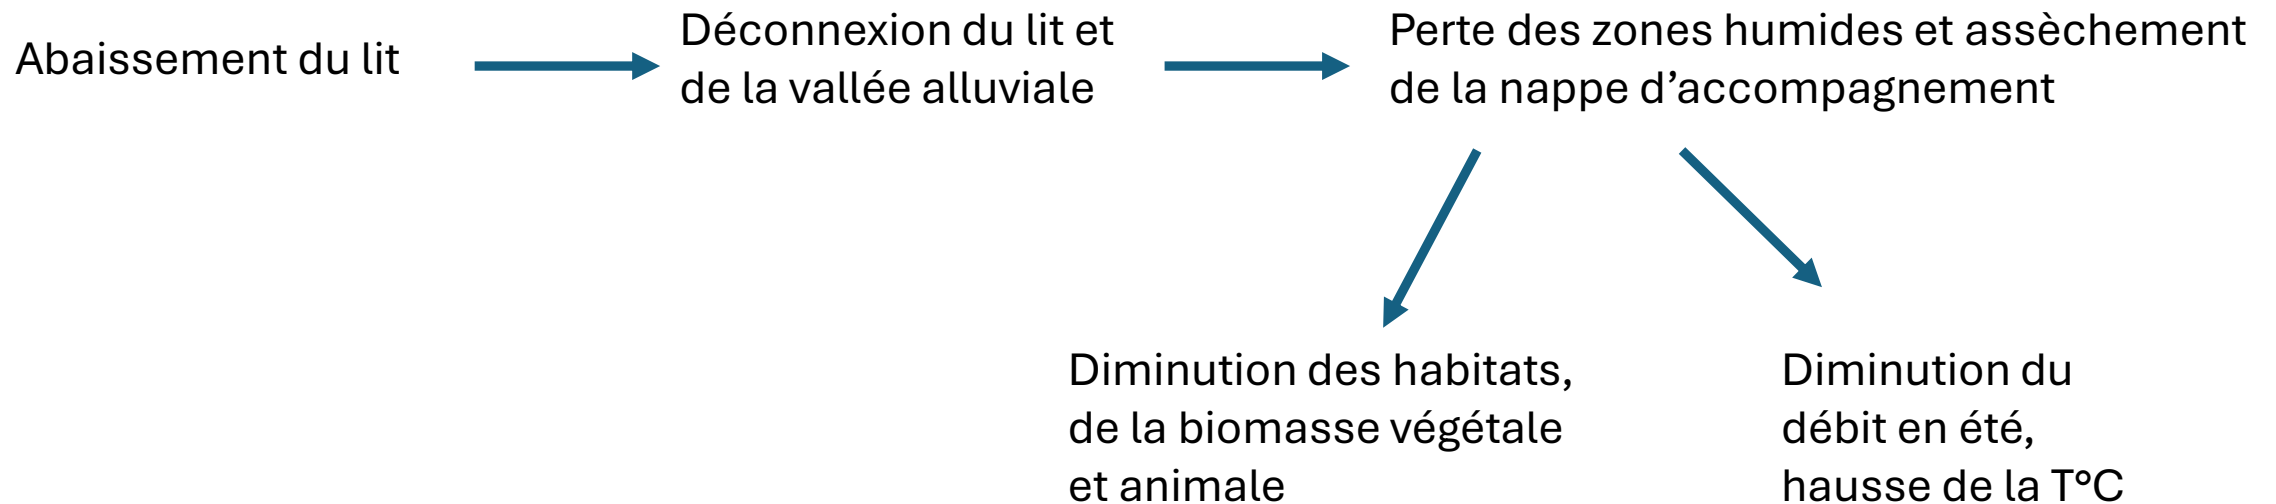 Abaissement du lit
Déconnexion du lit et
de la vallée alluviale
Perte des zones humides et assèchement
de la nappe d’accompagnement
Diminution des habitats,
de la biomasse végétale
et animale
Diminution du
débit en été,
hausse de la T°C